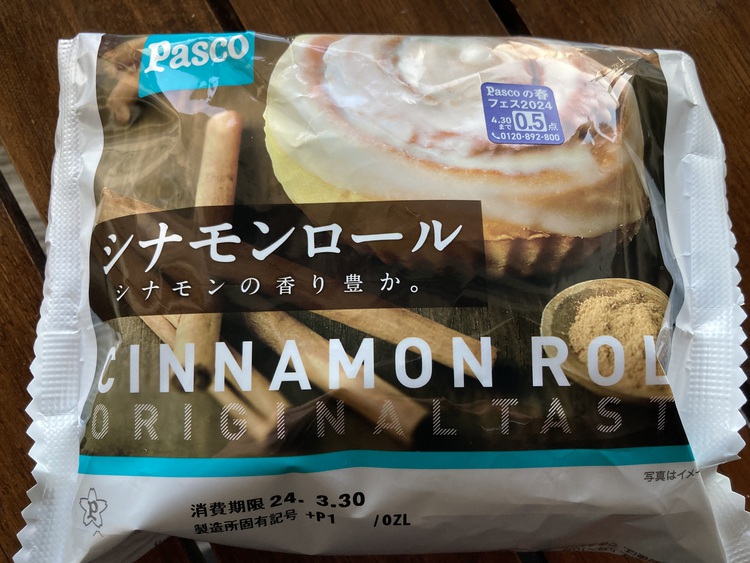 Pasco
Pascoの春
フェス2024
4.30
まで
0.5点
0120-892-800
シナモンロール
シナモンの香り豊か。
CINNAMON ROL
ORIGINAL TAST
写真はイメー
消費期限 24. 3.30
製造所固有記号 +P1 /OZL
P